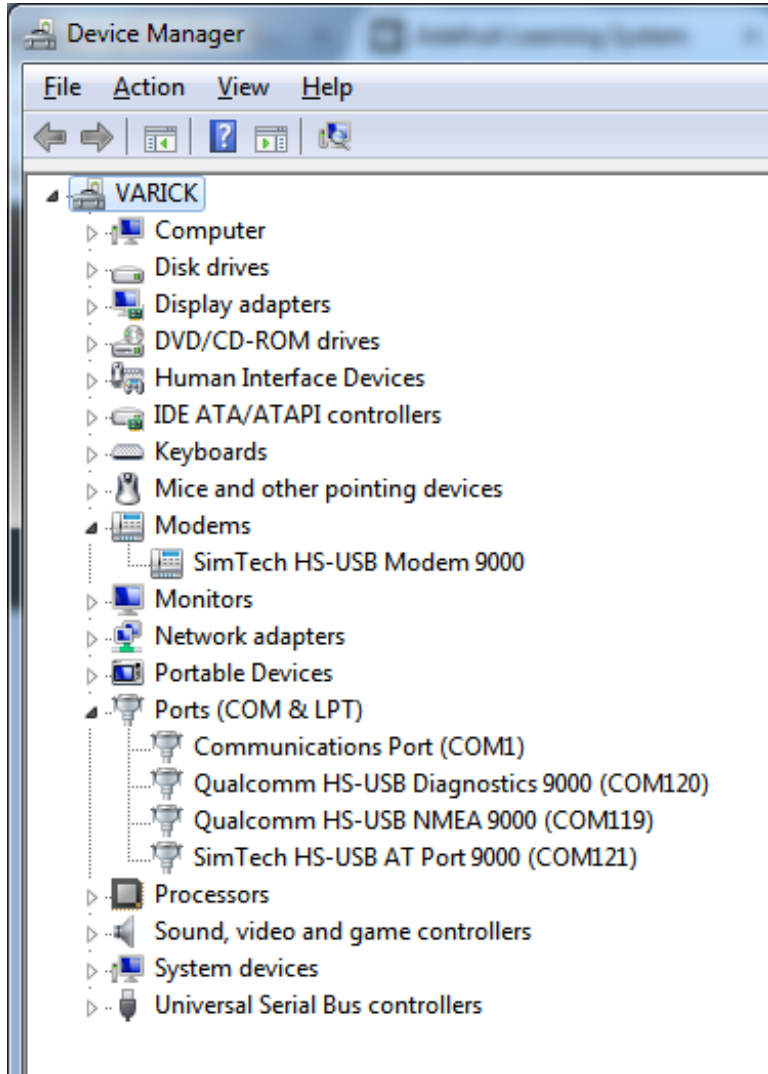 Device Manager
Adafruit Learning System
File Action View Help
VARICK
Computer
Disk drives
Display adapters
DVD/CD-ROM drives
Human Interface Devices
IDE ATA/ATAPI controllers
Keyboards
Mice and other pointing devices
Modems
SimTech HS-USB Modem 9000
Monitors
Network adapters
Portable Devices
Ports (COM & LPT)
Communications Port (COM1)
Qualcomm HS-USB Diagnostics 9000 (COM120)
Qualcomm HS-USB NMEA 9000 (COM119)
SimTech HS-USB AT Port 9000 (COM121)
Processors
Sound, video and game controllers
System devices
Universal Serial Bus controllers